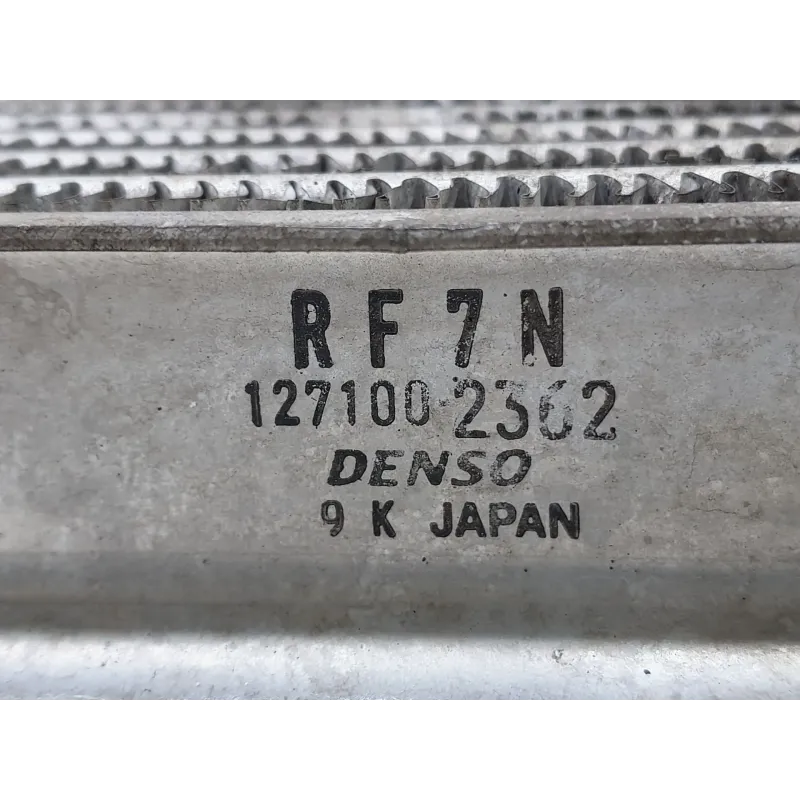 RF7N
127100 2362
DENSO
9 K JAPAN